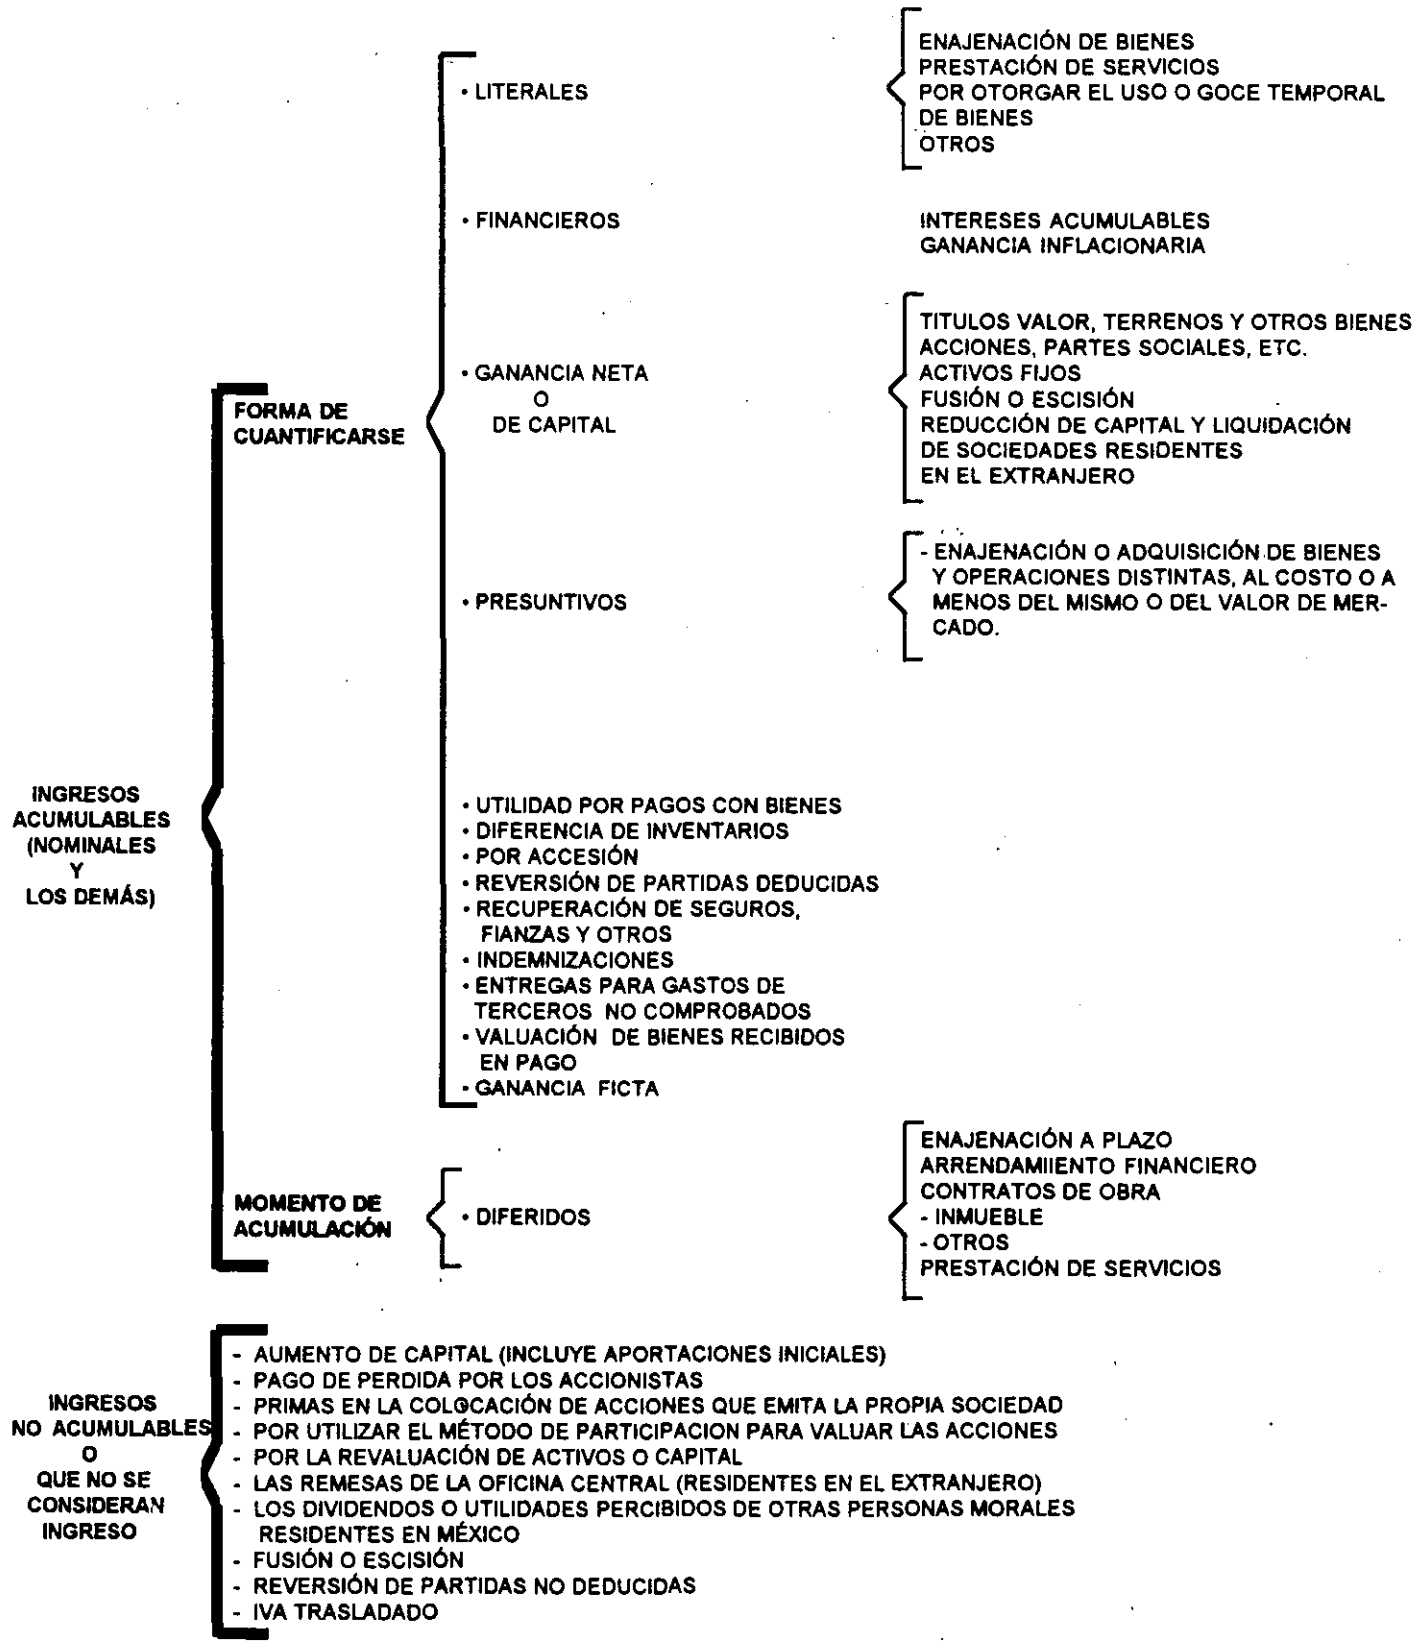 INGRESOS
ACUMULABLES
(NOMINALES
Y
LOS DEMÁS)
FORMA DE
CUANTIFICARSE
• LITERALES
ENAJENACIÓN DE BIENES
PRESTACIÓN DE SERVICIOS
POR OTORGAR EL USO O GOCE TEMPORAL
DE BIENES
OTROS
• FINANCIEROS
INTERESES ACUMULABLES
GANANCIA INFLACIONARIA
• GANANCIA NETA
O
DE CAPITAL
TITULOS VALOR, TERRENOS Y OTROS BIENES
ACCIONES, PARTES SOCIALES, ETC.
ACTIVOS FIJOS
FUSIÓN O ESCISIÓN
REDUCCIÓN DE CAPITAL Y LIQUIDACIÓN
DE SOCIEDADES RESIDENTES
EN EL EXTRANJERO
• PRESUNTIVOS
- ENAJENACIÓN O ADQUISICIÓN DE BIENES
Y OPERACIONES DISTINTAS, AL COSTO O A
MENOS DEL MISMO O DEL VALOR DE MER-
CADO.
• UTILIDAD POR PAGOS CON BIENES
• DIFERENCIA DE INVENTARIOS
• POR ACCESIÓN
• REVERSIÓN DE PARTIDAS DEDUCIDAS
• RECUPERACIÓN DE SEGUROS,
FIANZAS Y OTROS
• INDEMNIZACIONES
• ENTREGAS PARA GASTOS DE
TERCEROS NO COMPROBADOS
• VALUACIÓN DE BIENES RECIBIDOS
EN PAGO
• GANANCIA FICTA
MOMENTO DE
ACUMULACIÓN
• DIFERIDOS
ENAJENACIÓN A PLAZO
ARRENDAMIIENTO FINANCIERO
CONTRATOS DE OBRA
- INMUEBLE
- OTROS
PRESTACIÓN DE SERVICIOS
INGRESOS
NO ACUMULABLES
O
QUE NO SE
CONSIDERAN
INGRESO
- AUMENTO DE CAPITAL (INCLUYE APORTACIONES INICIALES)
- PAGO DE PERDIDA POR LOS ACCIONISTAS
- PRIMAS EN LA COLOCACIÓN DE ACCIONES QUE EMITA LA PROPIA SOCIEDAD
- POR UTILIZAR EL MÉTODO DE PARTICIPACION PARA VALUAR LAS ACCIONES
- POR LA REVALUACIÓN DE ACTIVOS O CAPITAL
- LAS REMESAS DE LA OFICINA CENTRAL (RESIDENTES EN EL EXTRANJERO)
- LOS DIVIDENDOS O UTILIDADES PERCIBIDOS DE OTRAS PERSONAS MORALES
RESIDENTES EN MÉXICO
- FUSIÓN O ESCISIÓN
- REVERSIÓN DE PARTIDAS NO DEDUCIDAS
- IVA TRASLADADO